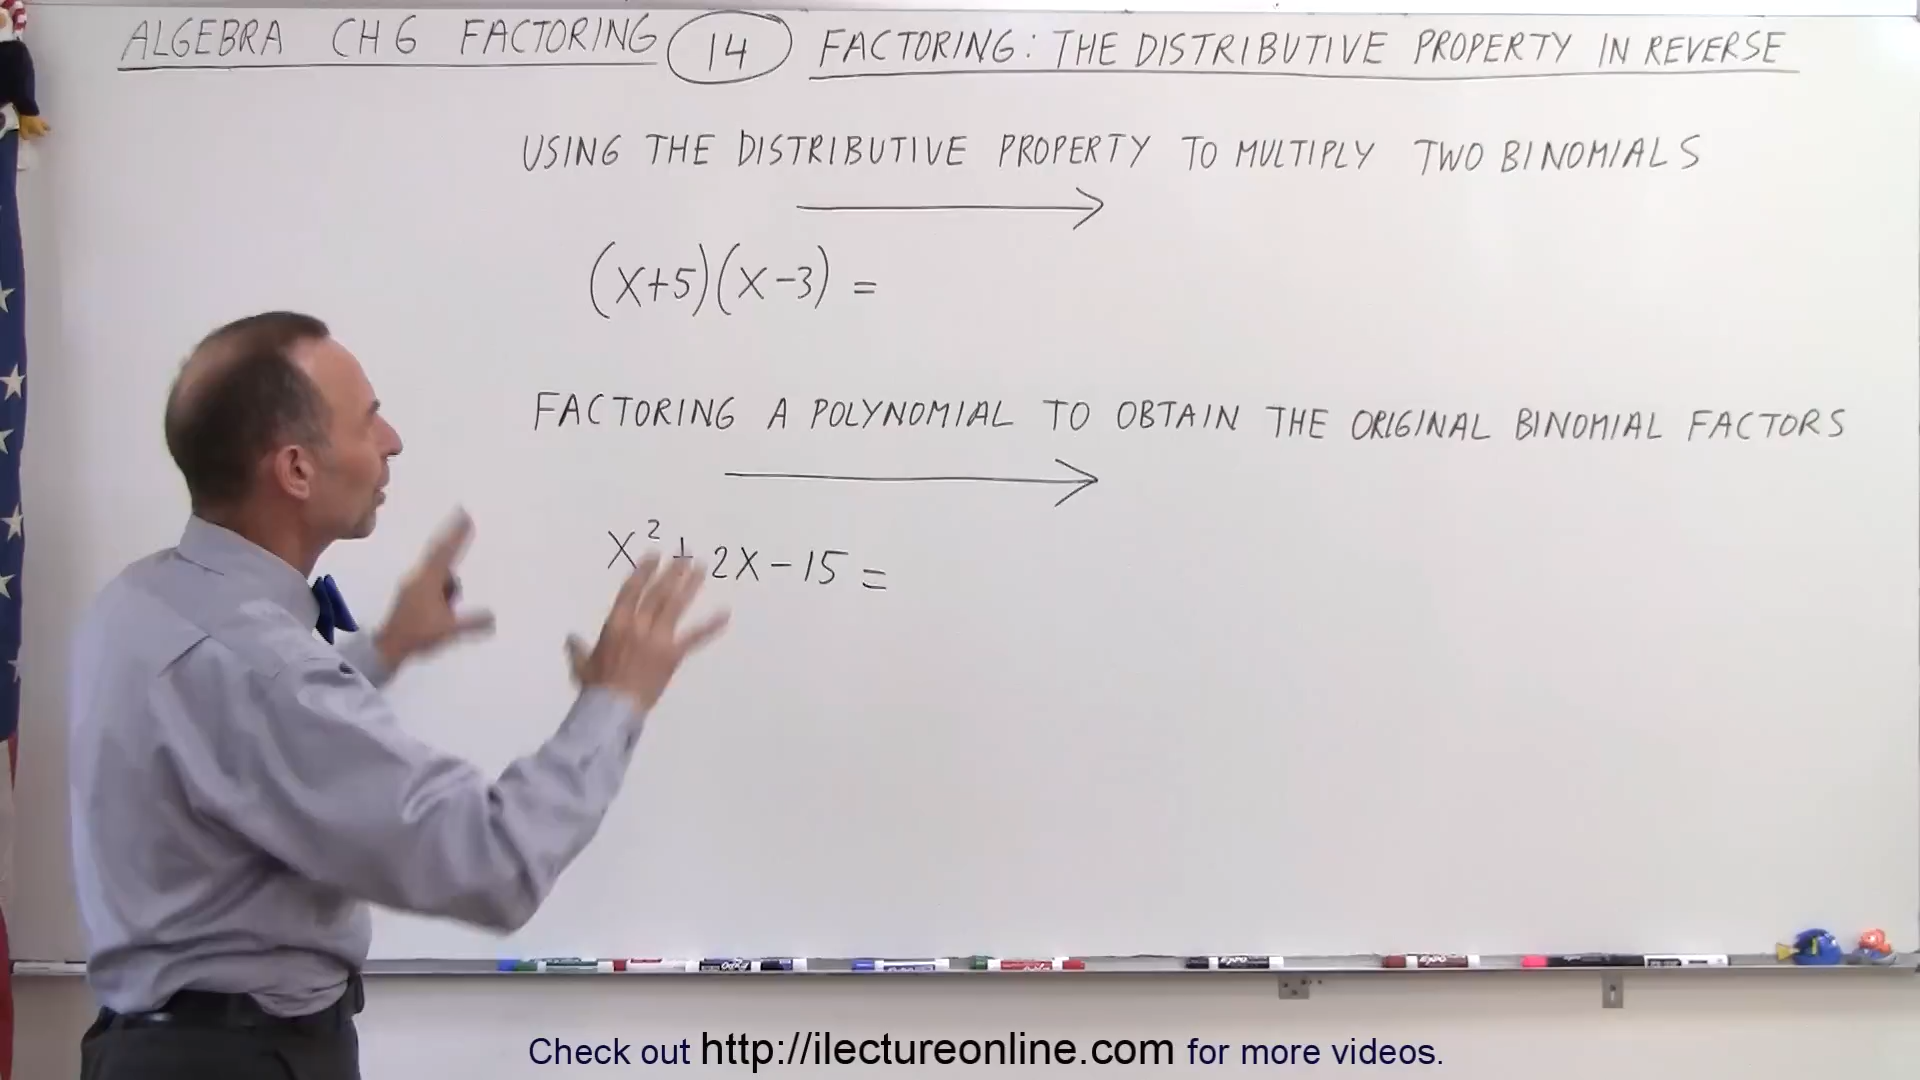 ALGEBRA CH 6 FACTORING 14 FACTORING: THE DISTRIBUTIVE PROPERTY IN REVERSE
USING THE DISTRIBUTIVE PROPERTY TO MULTIPLY TWO BINOMIALS
(X+5)(X-3) =
FACTORING A POLYNOMIAL TO OBTAIN THE ORIGINAL BINOMIAL FACTORS
X² + 2X - 15 =
Check out http://ilectureonline.com for more videos.